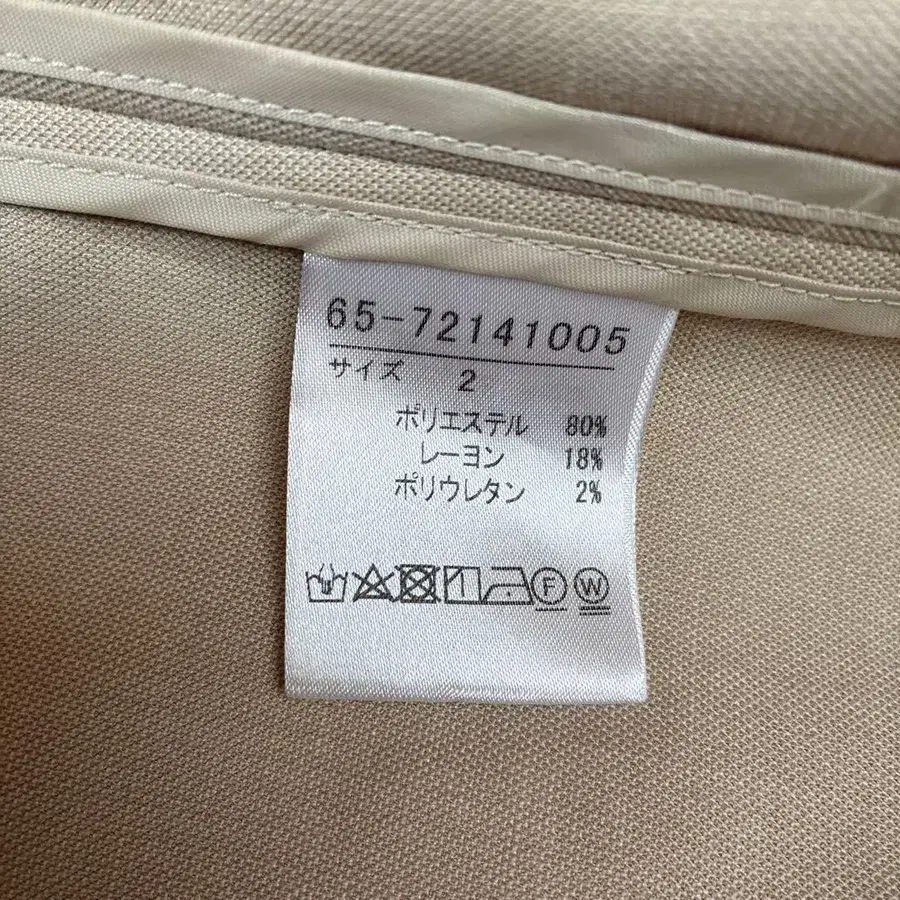 65-72141005
サイズ 2
ポリエステル 80%
レーヨン 18%
ポリウレタン 2%
F W